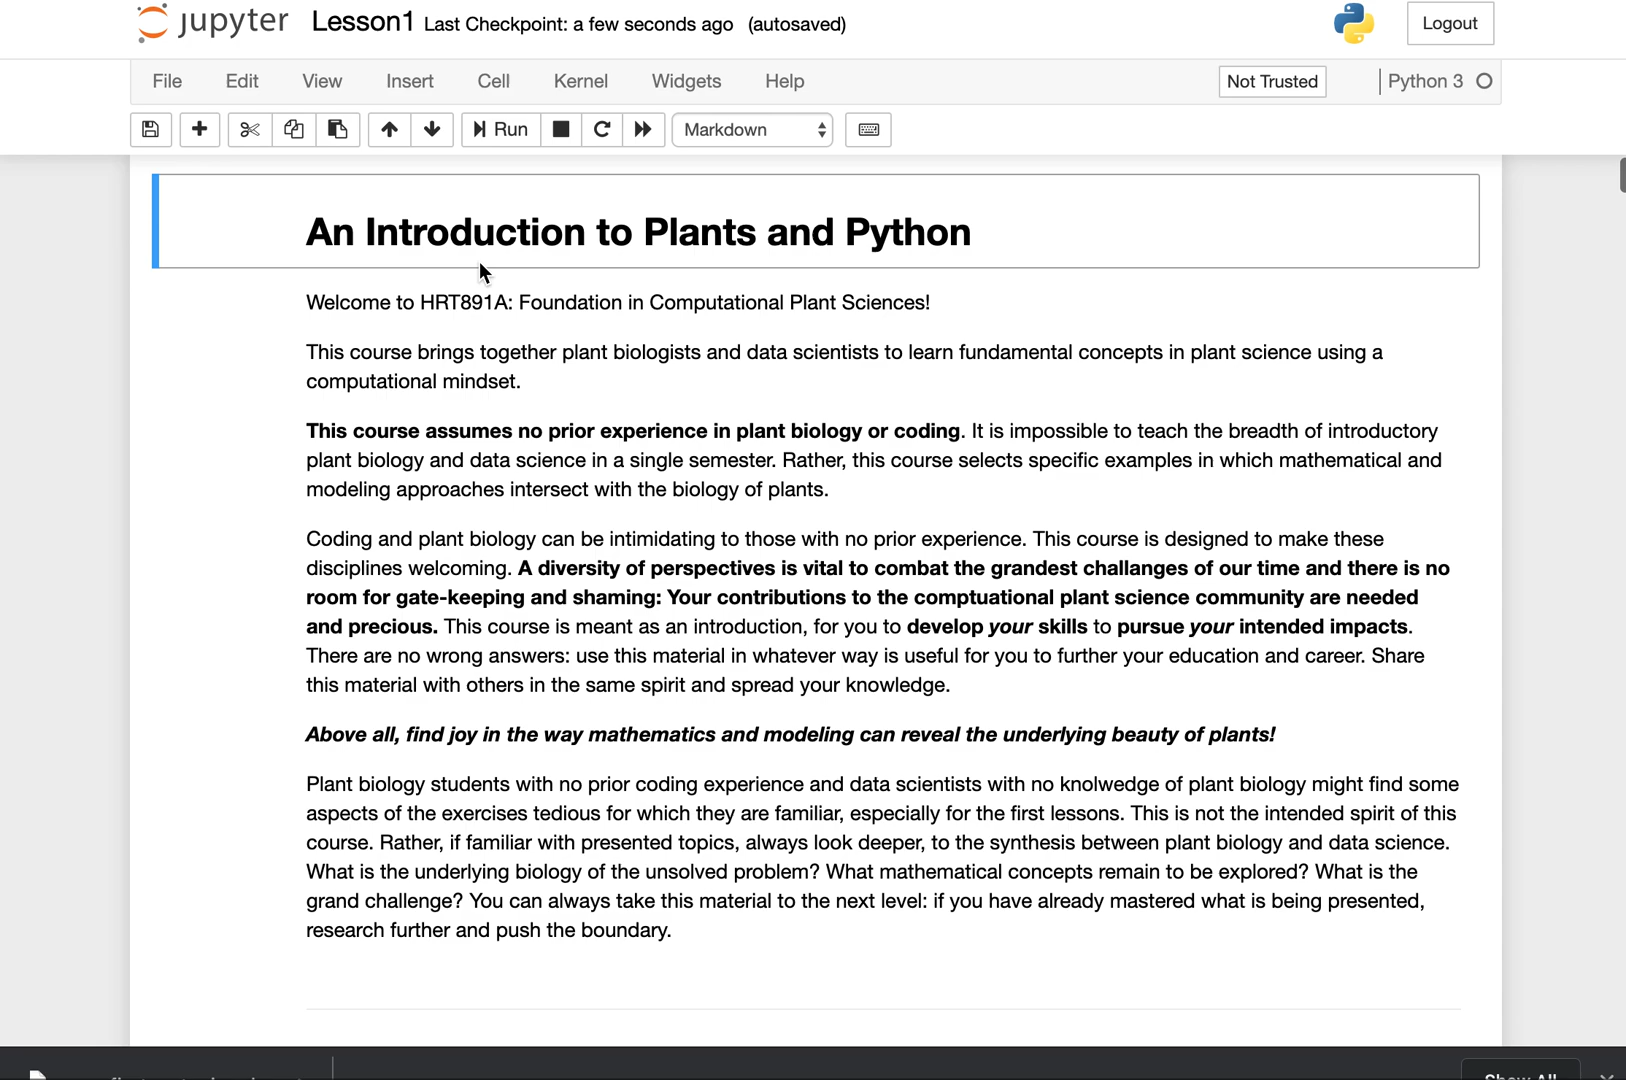 jupyter Lesson1 Last Checkpoint: a few seconds ago (autosaved) Logout
File Edit View Insert Cell Kernel Widgets Help Not Trusted Python 3
Run Markdown
An Introduction to Plants and Python
Welcome to HRT891A: Foundation in Computational Plant Sciences!
This course brings together plant biologists and data scientists to learn fundamental concepts in plant science using a
computational mindset.
This course assumes no prior experience in plant biology or coding. It is impossible to teach the breadth of introductory
plant biology and data science in a single semester. Rather, this course selects specific examples in which mathematical and
modeling approaches intersect with the biology of plants.
Coding and plant biology can be intimidating to those with no prior experience. This course is designed to make these
disciplines welcoming. A diversity of perspectives is vital to combat the grandest challanges of our time and there is no
room for gate-keeping and shaming: Your contributions to the comptuational plant science community are needed
and precious. This course is meant as an introduction, for you to develop your skills to pursue your intended impacts.
There are no wrong answers: use this material in whatever way is useful for you to further your education and career. Share
this material with others in the same spirit and spread your knowledge.
Above all, find joy in the way mathematics and modeling can reveal the underlying beauty of plants!
Plant biology students with no prior coding experience and data scientists with no knolwedge of plant biology might find some
aspects of the exercises tedious for which they are familiar, especially for the first lessons. This is not the intended spirit of this
course. Rather, if familiar with presented topics, always look deeper, to the synthesis between plant biology and data science.
What is the underlying biology of the unsolved problem? What mathematical concepts remain to be explored? What is the
grand challenge? You can always take this material to the next level: if you have already mastered what is being presented,
research further and push the boundary.
Show All